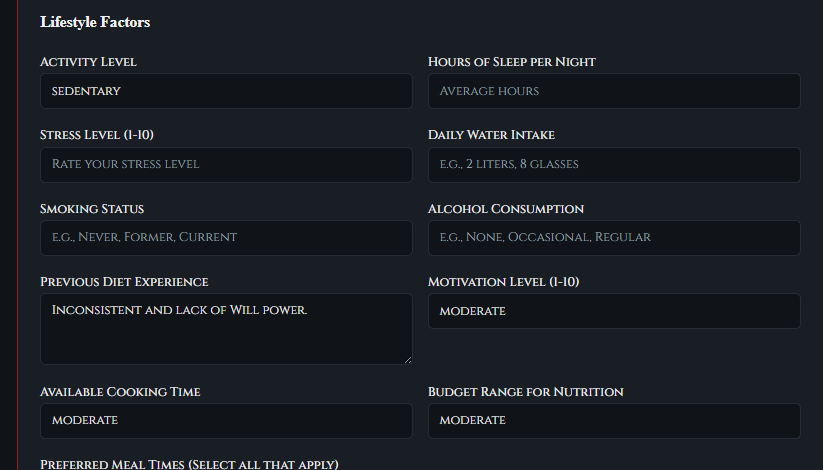 Lifestyle Factors
Activity Level
Hours of Sleep per Night
sedentary
Average hours
Stress Level (1-10)
Daily Water Intake
Rate your stress level
e.g., 2 liters, 8 glasses
Smoking Status
Alcohol Consumption
e.g., Never, Former, Current
e.g., None, Occasional, Regular
Previous Diet Experience
Motivation Level (1-10)
Inconsistent and lack of Will power.
moderate
Available Cooking Time
Budget Range for Nutrition
moderate
moderate
Preferred Meal Times (Select all that apply)